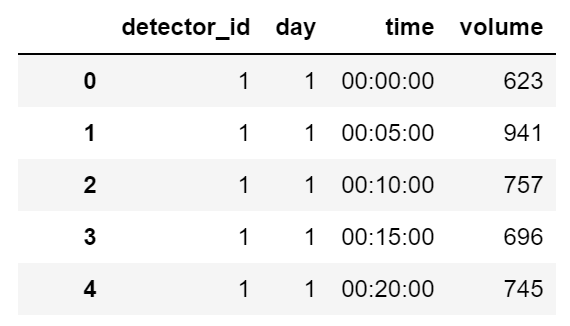 detector_id day time volume
0 1 1 00:00:00 623
1 1 1 00:05:00 941
2 1 1 00:10:00 757
3 1 1 00:15:00 696
4 1 1 00:20:00 745